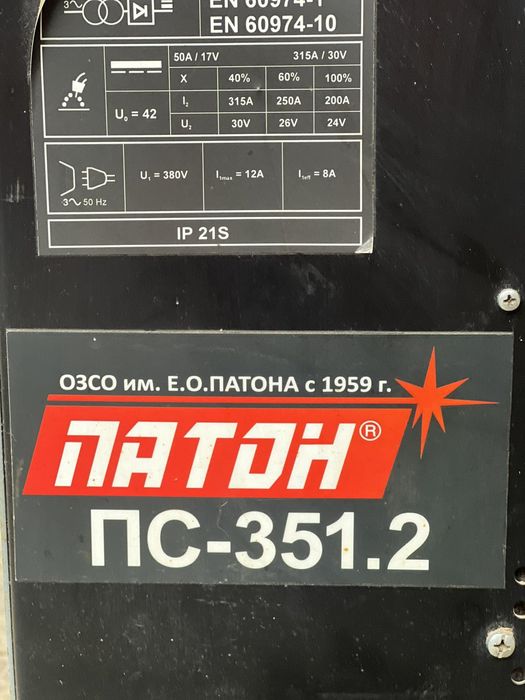 3~
EN 60974-1
EN 60974-10
50A / 17V 315A / 30V
X 40% 60% 100%
U₀ = 42
I₂ 315A 250A 200A
U₂ 30V 26V 24V
3~ 50 Hz
U₁ = 380V I₁max = 12A I₁eff = 8A
IP 21S
ОЗСО им. Е.О.ПАТОНА с 1959 г.
ПАТОН®
ПС-351.2